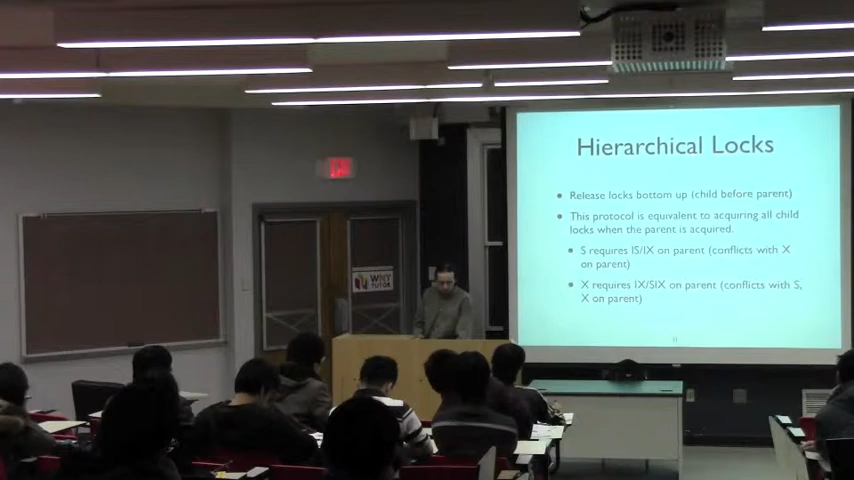 Hierarchical Locks
• Release locks bottom up (child before parent)
• This protocol is equivalent to acquiring all child
locks when the parent is acquired.
• S requires IS/IX on parent (conflicts with X
on parent)
• X requires IX/SIX on parent (conflicts with S,
X on parent)
WNY
TUTOR